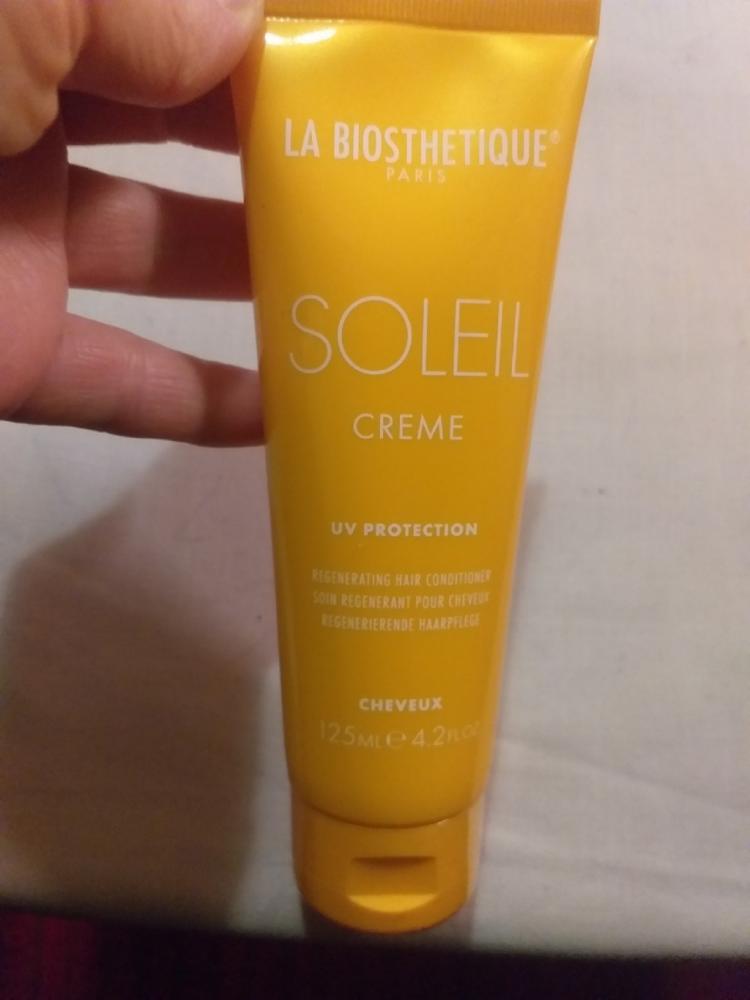 LA BIOSTHETIQUE®
PARIS
SOLEIL
CREME
UV PROTECTION
REGENERATING HAIR CONDITIONER
SOIN REGENERANT POUR CHEVEUX
REGENERIERENDE HAARPFLEGE
CHEVEUX
125ML ℮ 4.2FL.OZ